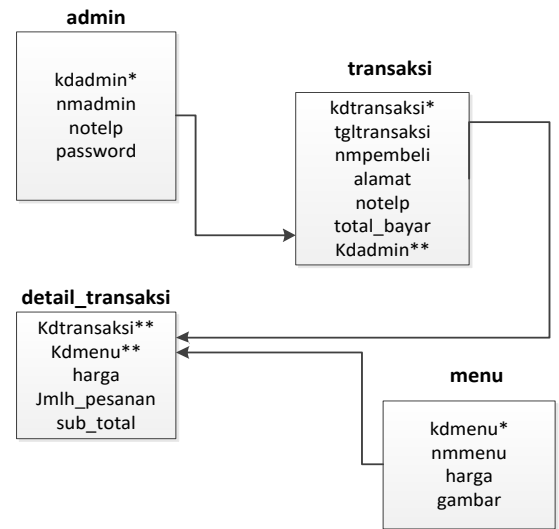 admin
kdadmin*
nmadmin
notelp
password
transaksi
kdtransaksi*
tgltransaksi
nmpembeli
alamat
notelp
total_bayar
Kdadmin**
detail_transaksi
Kdtransaksi**
Kdmenu**
harga
Jmlh_pesanan
sub_total
menu
kdmenu*
nmmenu
harga
gambar